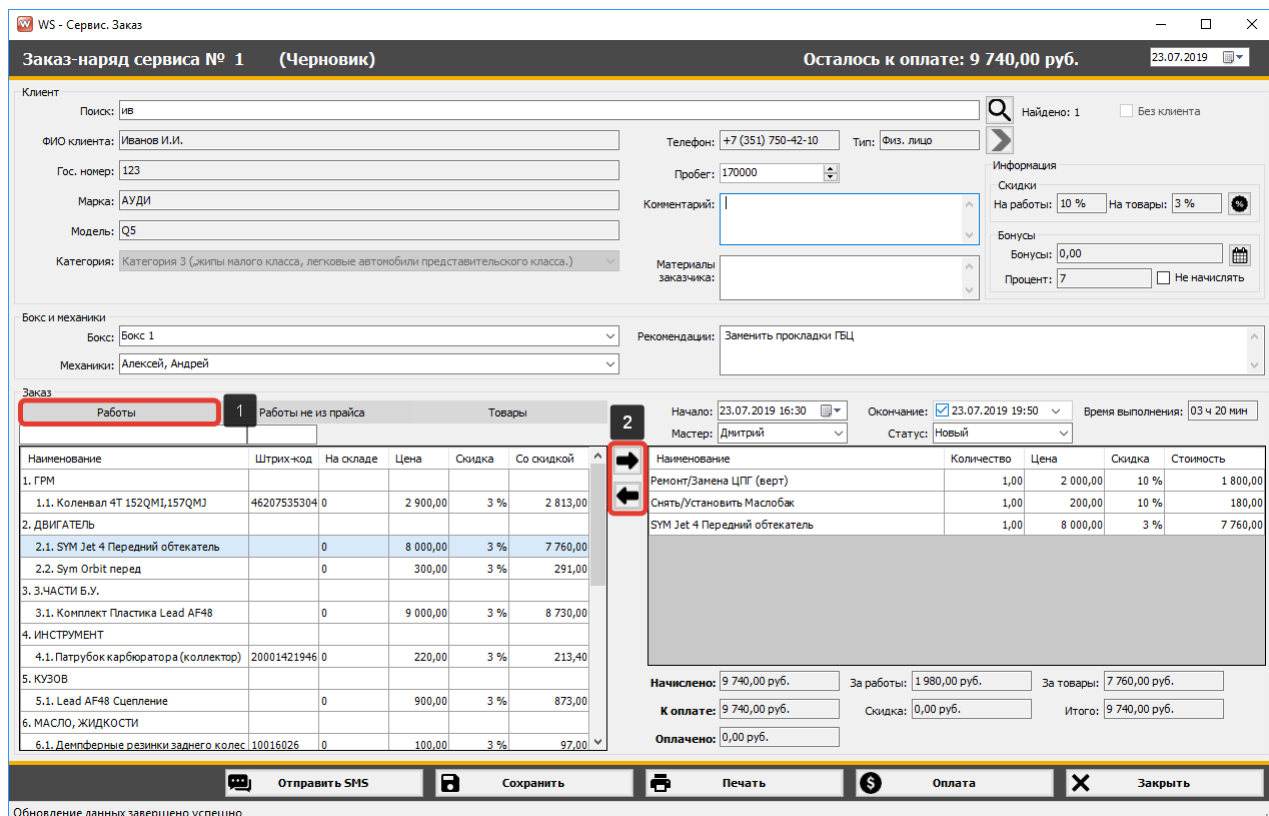 WS - Сервис. Заказ
Заказ-наряд сервиса № 1 (Черновик) Осталось к оплате: 9 740,00 руб. 23.07.2019
Клиент
Поиск: ив Найдено: 1 Без клиента
ФИО клиента: Иванов И.И. Телефон: +7 (351) 750-42-10 Тип: Физ. лицо
Гос. номер: 123 Пробег: 170000 Информация
Скидки
Марка: АУДИ Комментарий: На работы: 10 % На товары: 3 %
Модель: Q5 Бонусы
Категория: Категория 3 (джипы малого класса, легковые автомобили представительского класса.) Бонусы: 0,00
Материалы
заказчика: Процент: 7 Не начислять
Бокс и механики
Бокс: Бокс 1 Рекомендации: Заменить прокладки ГБЦ
Механики: Алексей, Андрей
Заказ
Работы 1 Работы не из прайса Товары 2 Начало: 23.07.2019 16:30 Окончание: 23.07.2019 19:50 Время выполнения: 03 ч 20 мин
Мастер: Дмитрий Статус: Новый
Наименование Штрих-код На складе Цена Скидка Со скидкой Наименование Количество Цена Скидка Стоимость
1. ГРМ Ремонт/Замена ЦПГ (верт) 1,00 2 000,00 10 % 1 800,00
1.1. Коленвал 4Т 152QMI,157QMJ 46207535304 0 2 900,00 3 % 2 813,00 Снять/Установить Маслобак 1,00 200,00 10 % 180,00
2. ДВИГАТЕЛЬ SYM Jet 4 Передний обтекатель 1,00 8 000,00 3 % 7 760,00
2.1. SYM Jet 4 Передний обтекатель 0 8 000,00 3 % 7 760,00
2.2. Sym Orbit перед 0 300,00 3 % 291,00
3. З.ЧАСТИ Б.У.
3.1. Комплект Пластика Lead AF48 0 9 000,00 3 % 8 730,00
4. ИНСТРУМЕНТ
4.1. Патрубок карбюратора (коллектор) 20001421946 0 220,00 3 % 213,40
5. КУЗОВ Начислено: 9 740,00 руб. За работы: 1 980,00 руб. За товары: 7 760,00 руб.
5.1. Lead AF48 Сцепление 0 900,00 3 % 873,00
6. МАСЛО, ЖИДКОСТИ К оплате: 9 740,00 руб. Скидка: 0,00 руб. Итого: 9 740,00 руб.
6.1. Демпферные резинки заднего колес 10016026 0 100,00 3 % 97,00 Оплачено: 0,00 руб.
Отправить SMS Сохранить Печать Оплата Закрыть
Обновление данных завершено успешно